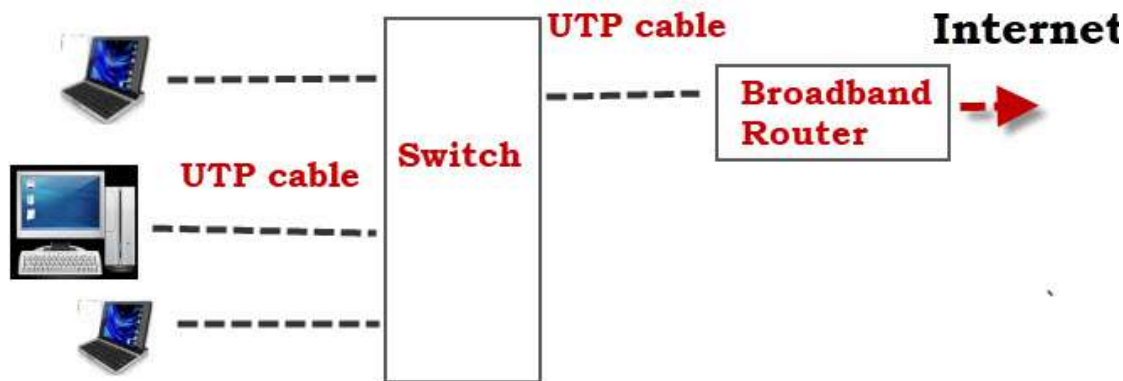 UTP cable
Internet
Broadband
Router
Switch
UTP cable